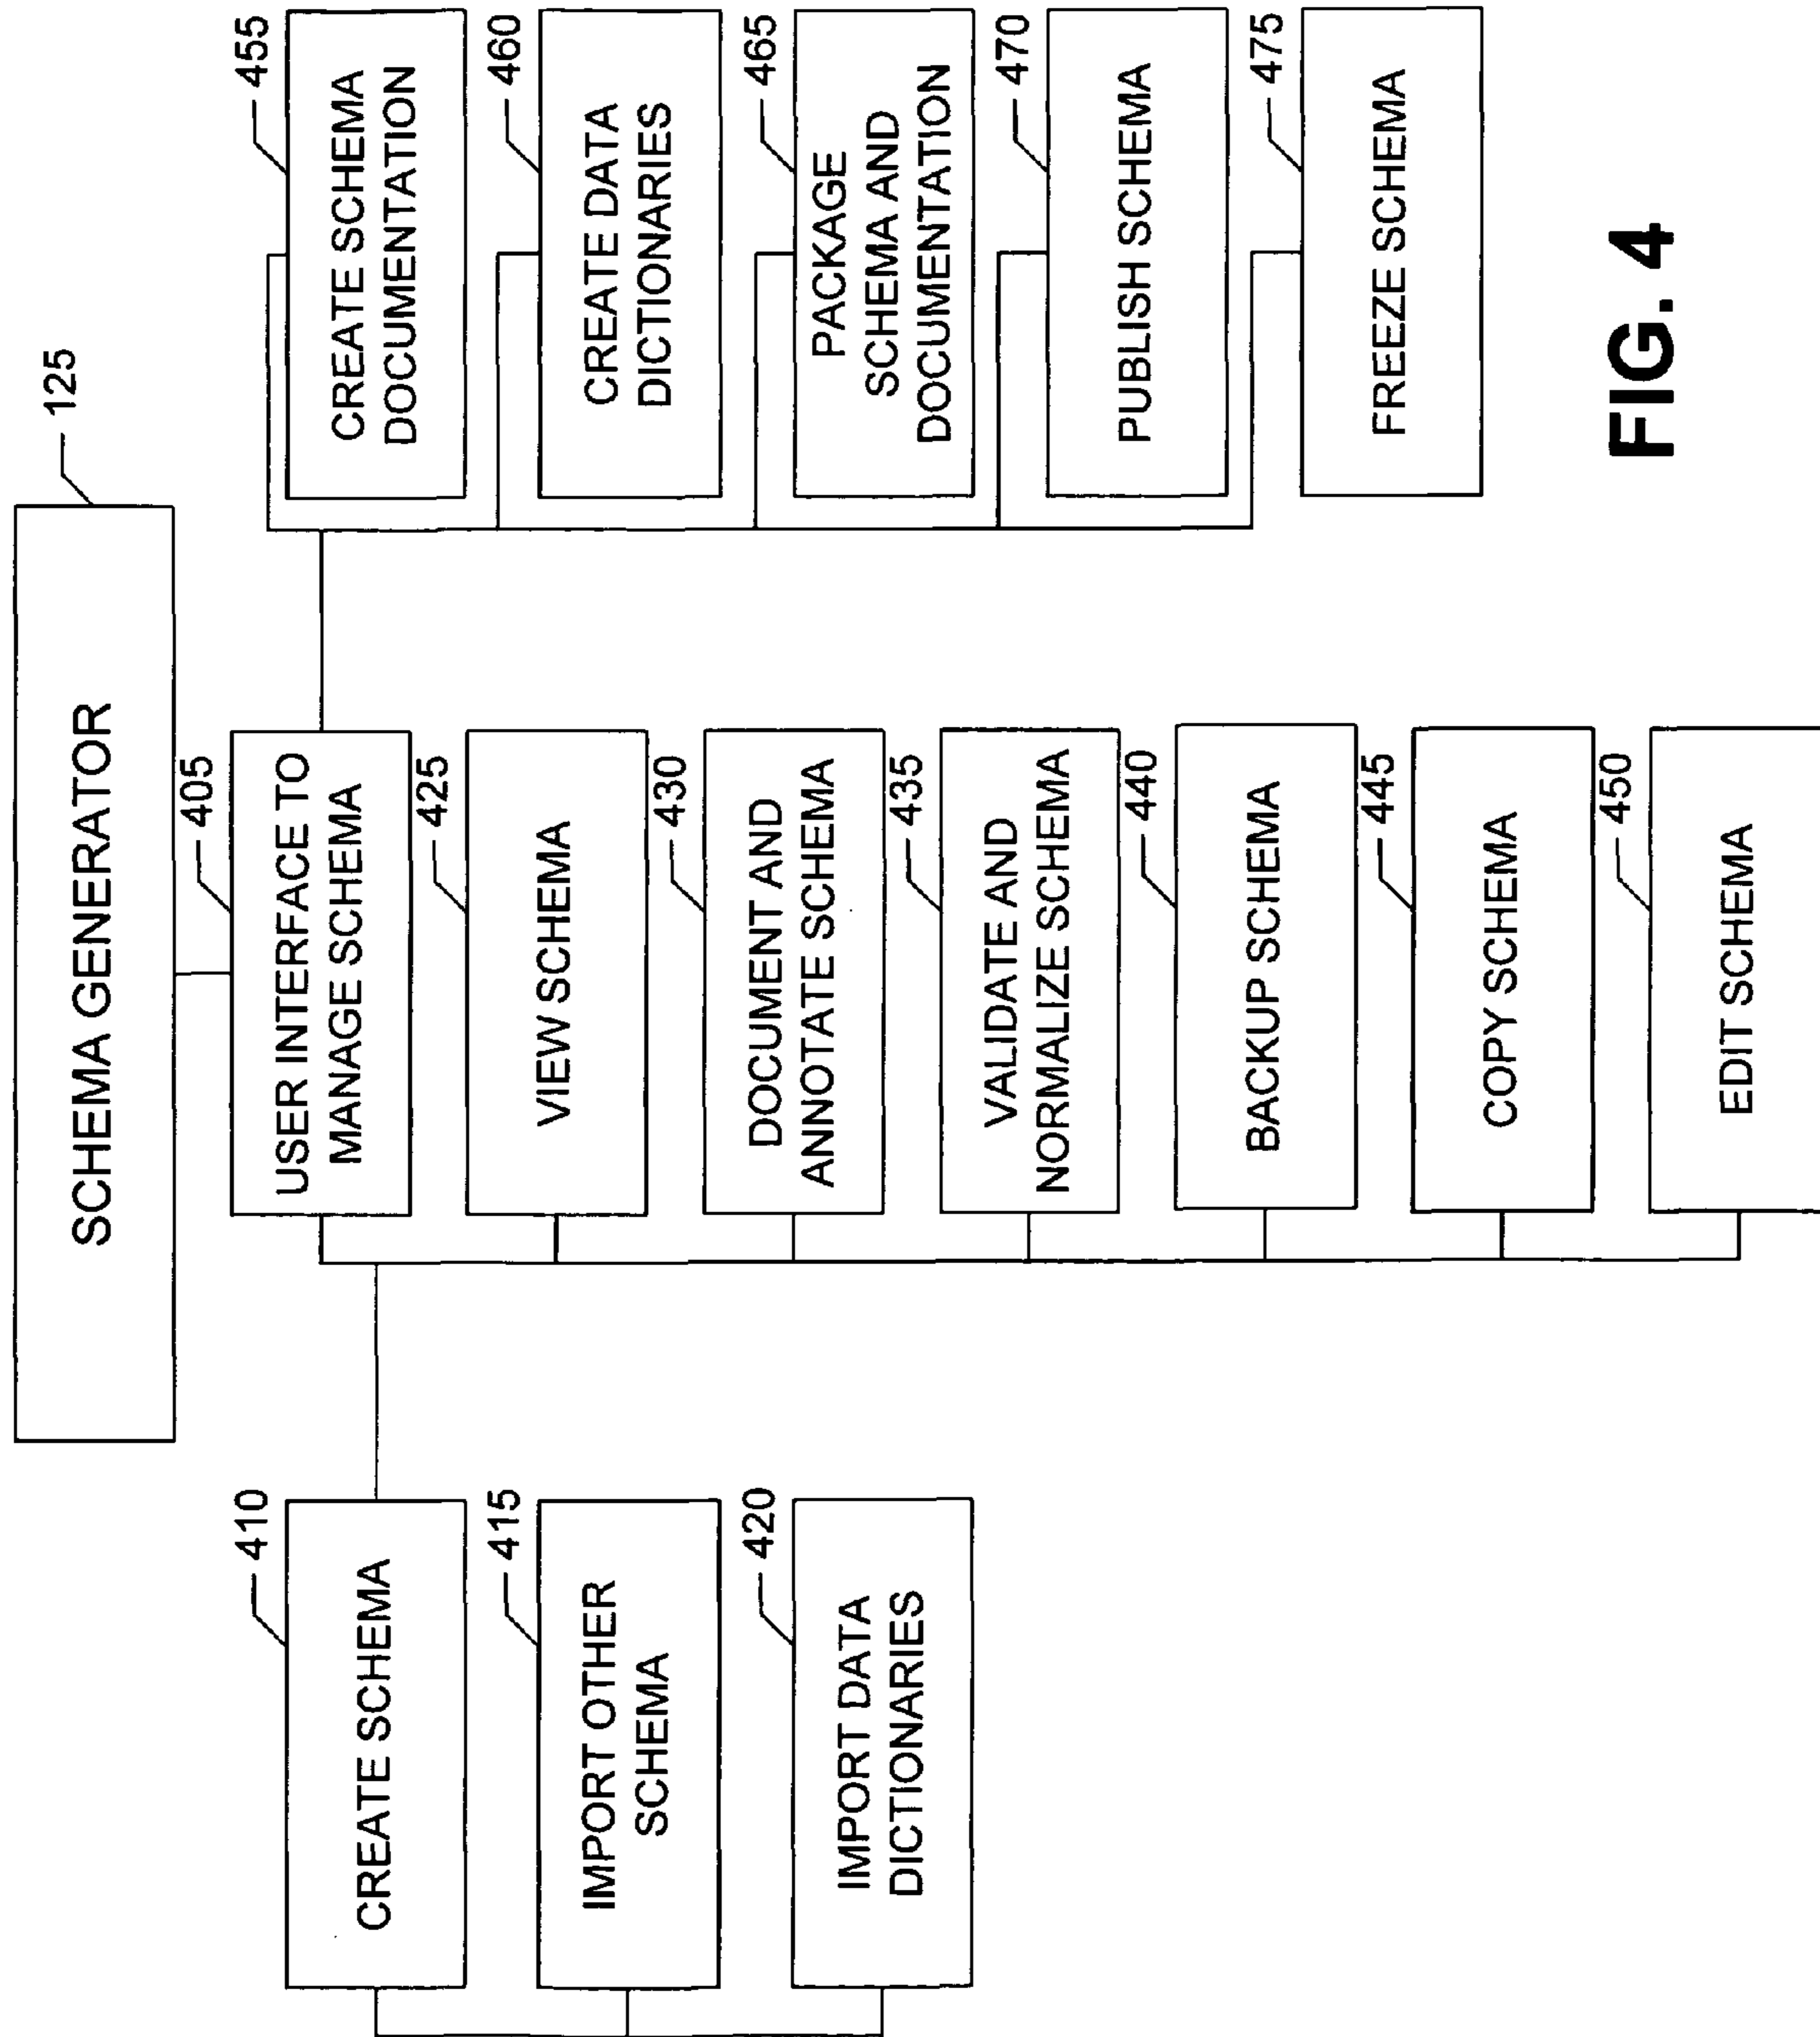 SCHEMA GENERATOR
125
405
USER INTERFACE TO
MANAGE SCHEMA
410
CREATE SCHEMA
415
IMPORT OTHER
SCHEMA
420
IMPORT DATA
DICTIONARIES
425
VIEW SCHEMA
430
DOCUMENT AND
ANNOTATE SCHEMA
435
VALIDATE AND
NORMALIZE SCHEMA
440
BACKUP SCHEMA
445
COPY SCHEMA
450
EDIT SCHEMA
455
CREATE SCHEMA
DOCUMENTATION
460
CREATE DATA
DICTIONARIES
465
PACKAGE
SCHEMA AND
DOCUMENTATION
470
PUBLISH SCHEMA
475
FREEZE SCHEMA
FIG. 4